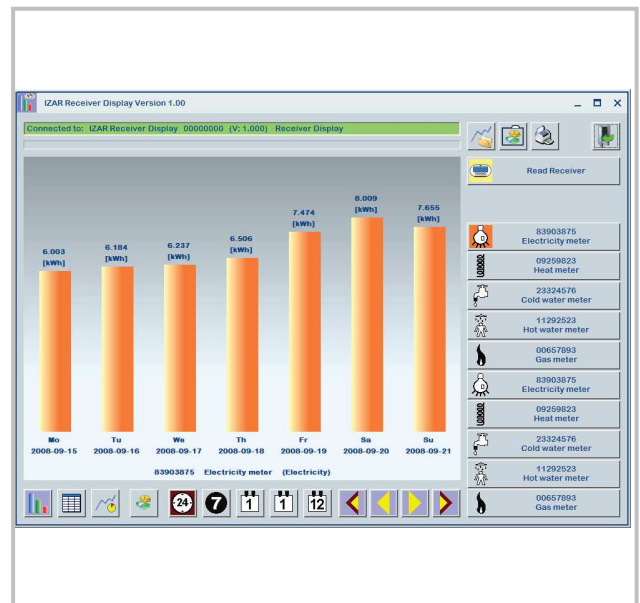 IZAR Receiver Display Version 1.00
Connected to: IZAR Receiver Display 00000000 (V: 1.000) Receiver Display
Read Receiver
6.003
[kWh]
6.184
[kWh]
6.237
[kWh]
6.506
[kWh]
7.474
[kWh]
8.009
[kWh]
7.655
[kWh]
Mo
2008-09-15
Tu
2008-09-16
We
2008-09-17
Th
2008-09-18
Fr
2008-09-19
Sa
2008-09-20
Su
2008-09-21
83903875 Electricity meter (Electricity)
83903875
Electricity meter
09259823
Heat meter
23324576
Cold water meter
11292523
Hot water meter
00657893
Gas meter
83903875
Electricity meter
09259823
Heat meter
23324576
Cold water meter
11292523
Hot water meter
00657893
Gas meter
24 7 1 1 12